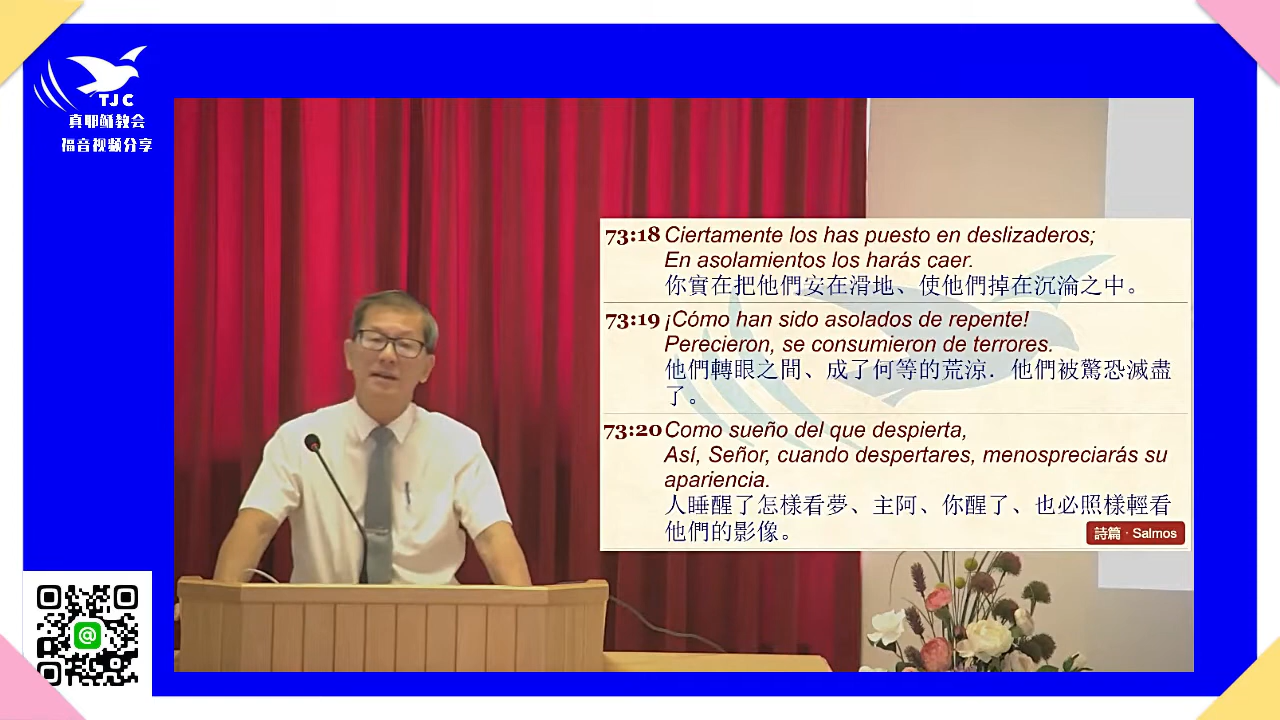 TJC
真耶稣教会
福音视频分享
73:18 Ciertamente los has puesto en deslizaderos;
En asolamientos los harás caer.
你實在把他們安在滑地、使他們掉在沉淪之中。
73:19 ¡Cómo han sido asolados de repente!
Perecieron, se consumieron de terrores.
他們轉眼之間、成了何等的荒涼．他們被驚恐滅盡
了。
73:20 Como sueño del que despierta,
Así, Señor, cuando despertares, menospreciarás su
apariencia.
人睡醒了怎樣看夢、主阿、你醒了、也必照樣輕看
他們的影像。
詩篇 · Salmos